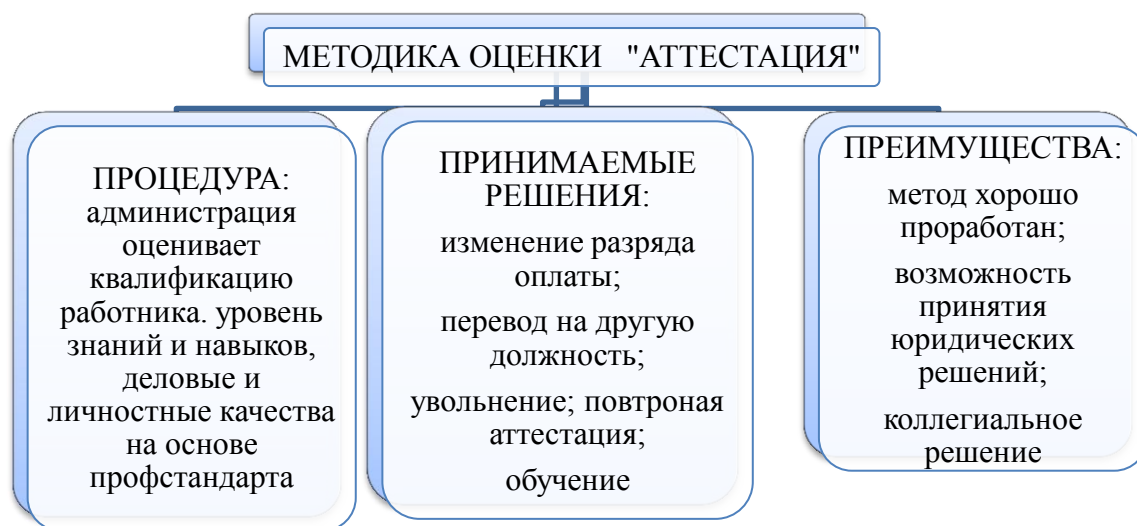 МЕТОДИКА ОЦЕНКИ "АТТЕСТАЦИЯ"
ПРОЦЕДУРА:
администрация
оценивает
квалификацию
работника. уровень
знаний и навыков,
деловые и
личностные качества
на основе
профстандарта
ПРИНИМАЕМЫЕ
РЕШЕНИЯ:
изменение разряда
оплаты;
перевод на другую
должность;
увольнение; повтроная
аттестация;
обучение
ПРЕИМУЩЕСТВА:
метод хорошо
проработан;
возможность
принятия
юридических
решений;
коллегиальное
решение